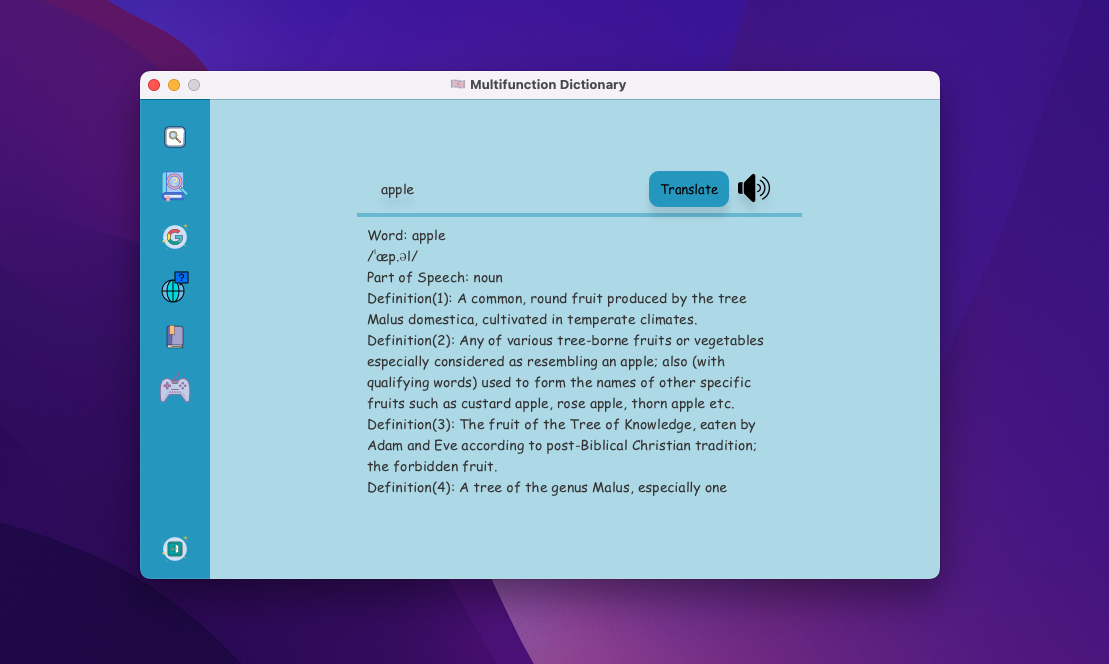 Multifunction Dictionary
?
apple
Translate
Word: apple
/ˈæp.əl/
Part of Speech: noun
Definition(1): A common, round fruit produced by the tree
Malus domestica, cultivated in temperate climates.
Definition(2): Any of various tree-borne fruits or vegetables
especially considered as resembling an apple; also (with
qualifying words) used to form the names of other specific
fruits such as custard apple, rose apple, thorn apple etc.
Definition(3): The fruit of the Tree of Knowledge, eaten by
Adam and Eve according to post-Biblical Christian tradition;
the forbidden fruit.
Definition(4): A tree of the genus Malus, especially one